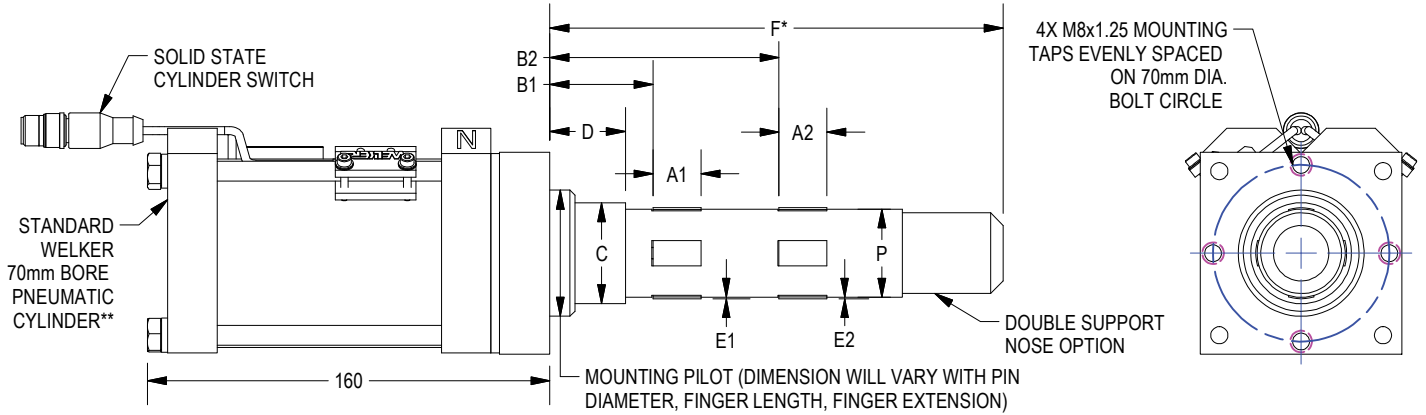 F*
B2
B1
D
A2
A1
C
P
E1
E2
160
N
SOLID STATE
CYLINDER SWITCH
STANDARD
WELKER
70mm BORE
PNEUMATIC
CYLINDER**
4X M8x1.25 MOUNTING
TAPS EVENLY SPACED
ON 70mm DIA.
BOLT CIRCLE
DOUBLE SUPPORT
NOSE OPTION
MOUNTING PILOT (DIMENSION WILL VARY WITH PIN
DIAMETER, FINGER LENGTH, FINGER EXTENSION)